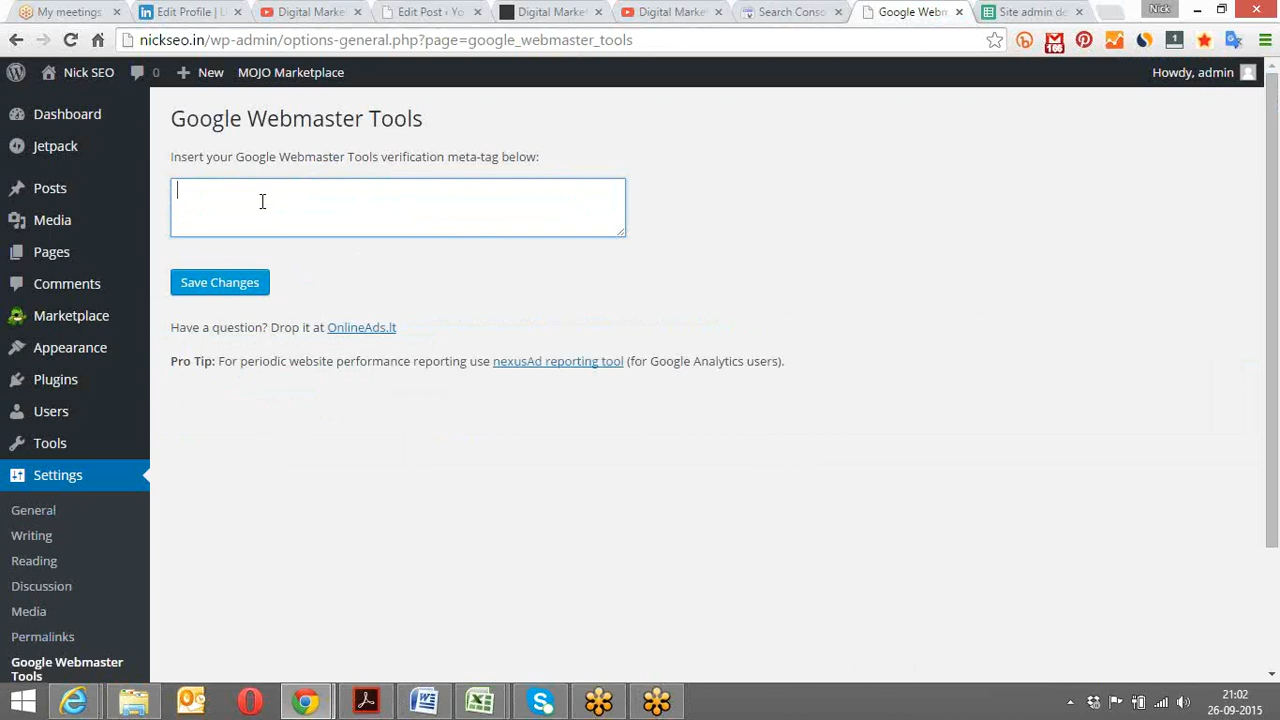 My meetings
Edit Profile | L
Digital Marke
Edit Post ‹ Yo
Digital Marke
Digital Marke
Search Conso
Google Webm
Site admin de
Nick
nickseo.in/wp-admin/options-general.php?page=google_webmaster_tools
166
1
Nick SEO
0
New
MOJO Marketplace
Howdy, admin
Dashboard
Jetpack
Posts
Media
Pages
Comments
Marketplace
Appearance
Plugins
Users
Tools
Settings
General
Writing
Reading
Discussion
Media
Permalinks
Google Webmaster
Tools
Google Webmaster Tools
Insert your Google Webmaster Tools verification meta-tag below:
Save Changes
Have a question? Drop it at OnlineAds.lt
Pro Tip: For periodic website performance reporting use nexusAd reporting tool (for Google Analytics users).
21:02
26-09-2015